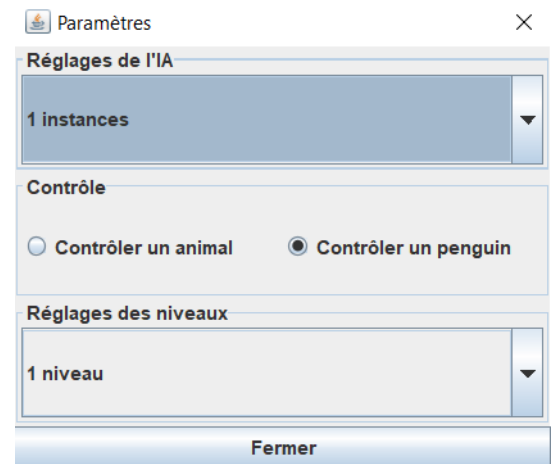 Paramètres
Réglages de l'IA
1 instances
Contrôle
Contrôler un animal Contrôler un penguin
Réglages des niveaux
1 niveau
Fermer